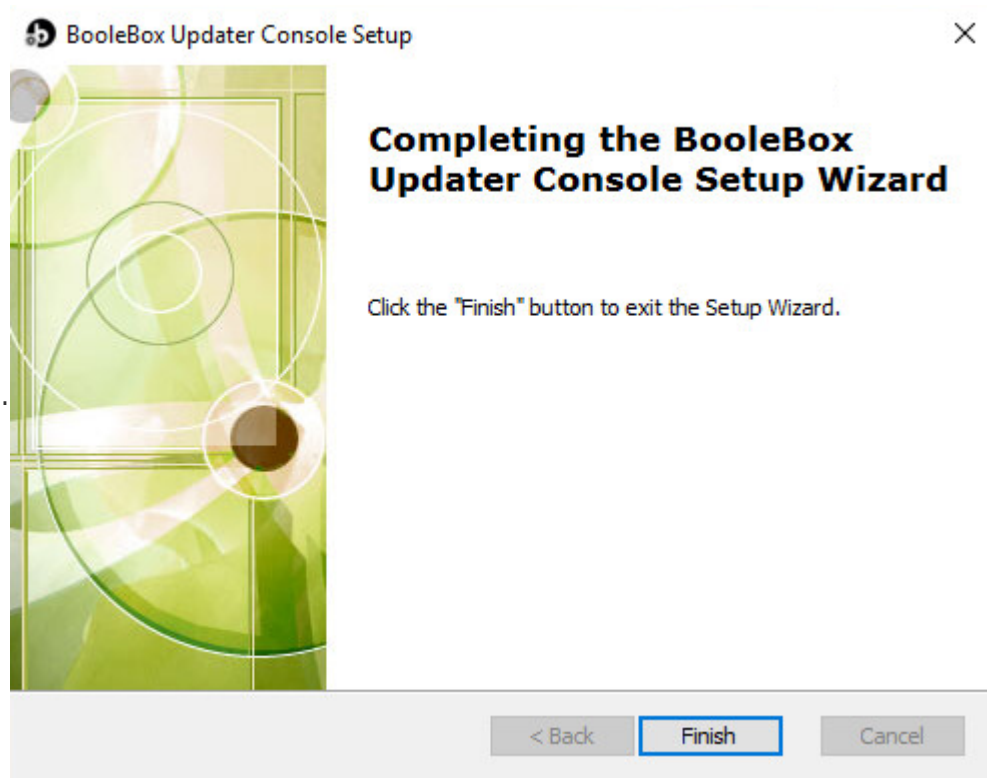 BooleBox Updater Console Setup
Completing the BooleBox
Updater Console Setup Wizard
Click the "Finish" button to exit the Setup Wizard.
< Back Finish Cancel